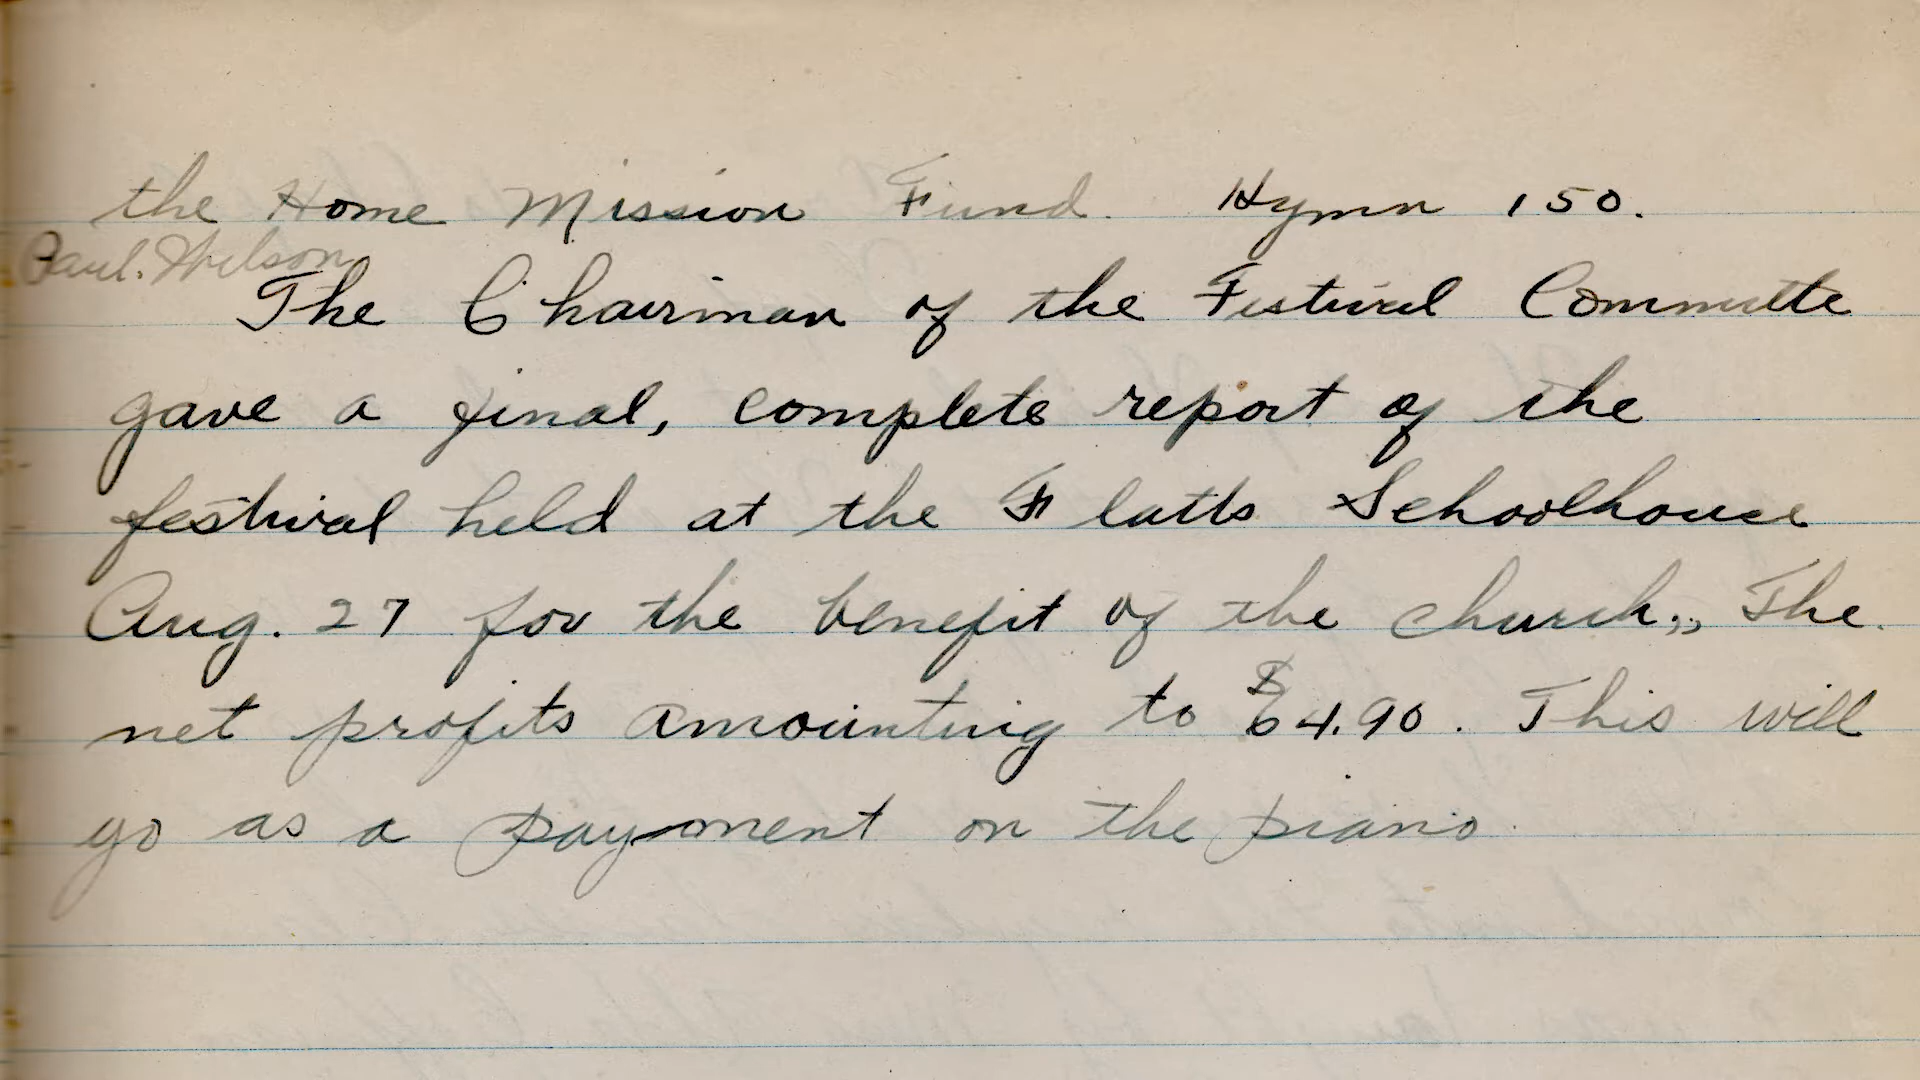 the Home Mission Fund. Hymn 150.
Paul. Wilson
The Chairman of the Festival Committe
gave a final, complete report of the
festival held at the Flatts Schoolhouse
Aug. 27 for the benefit of the church,,, The
net profits amounting to $64.90. This will
go as a payment on the piano.